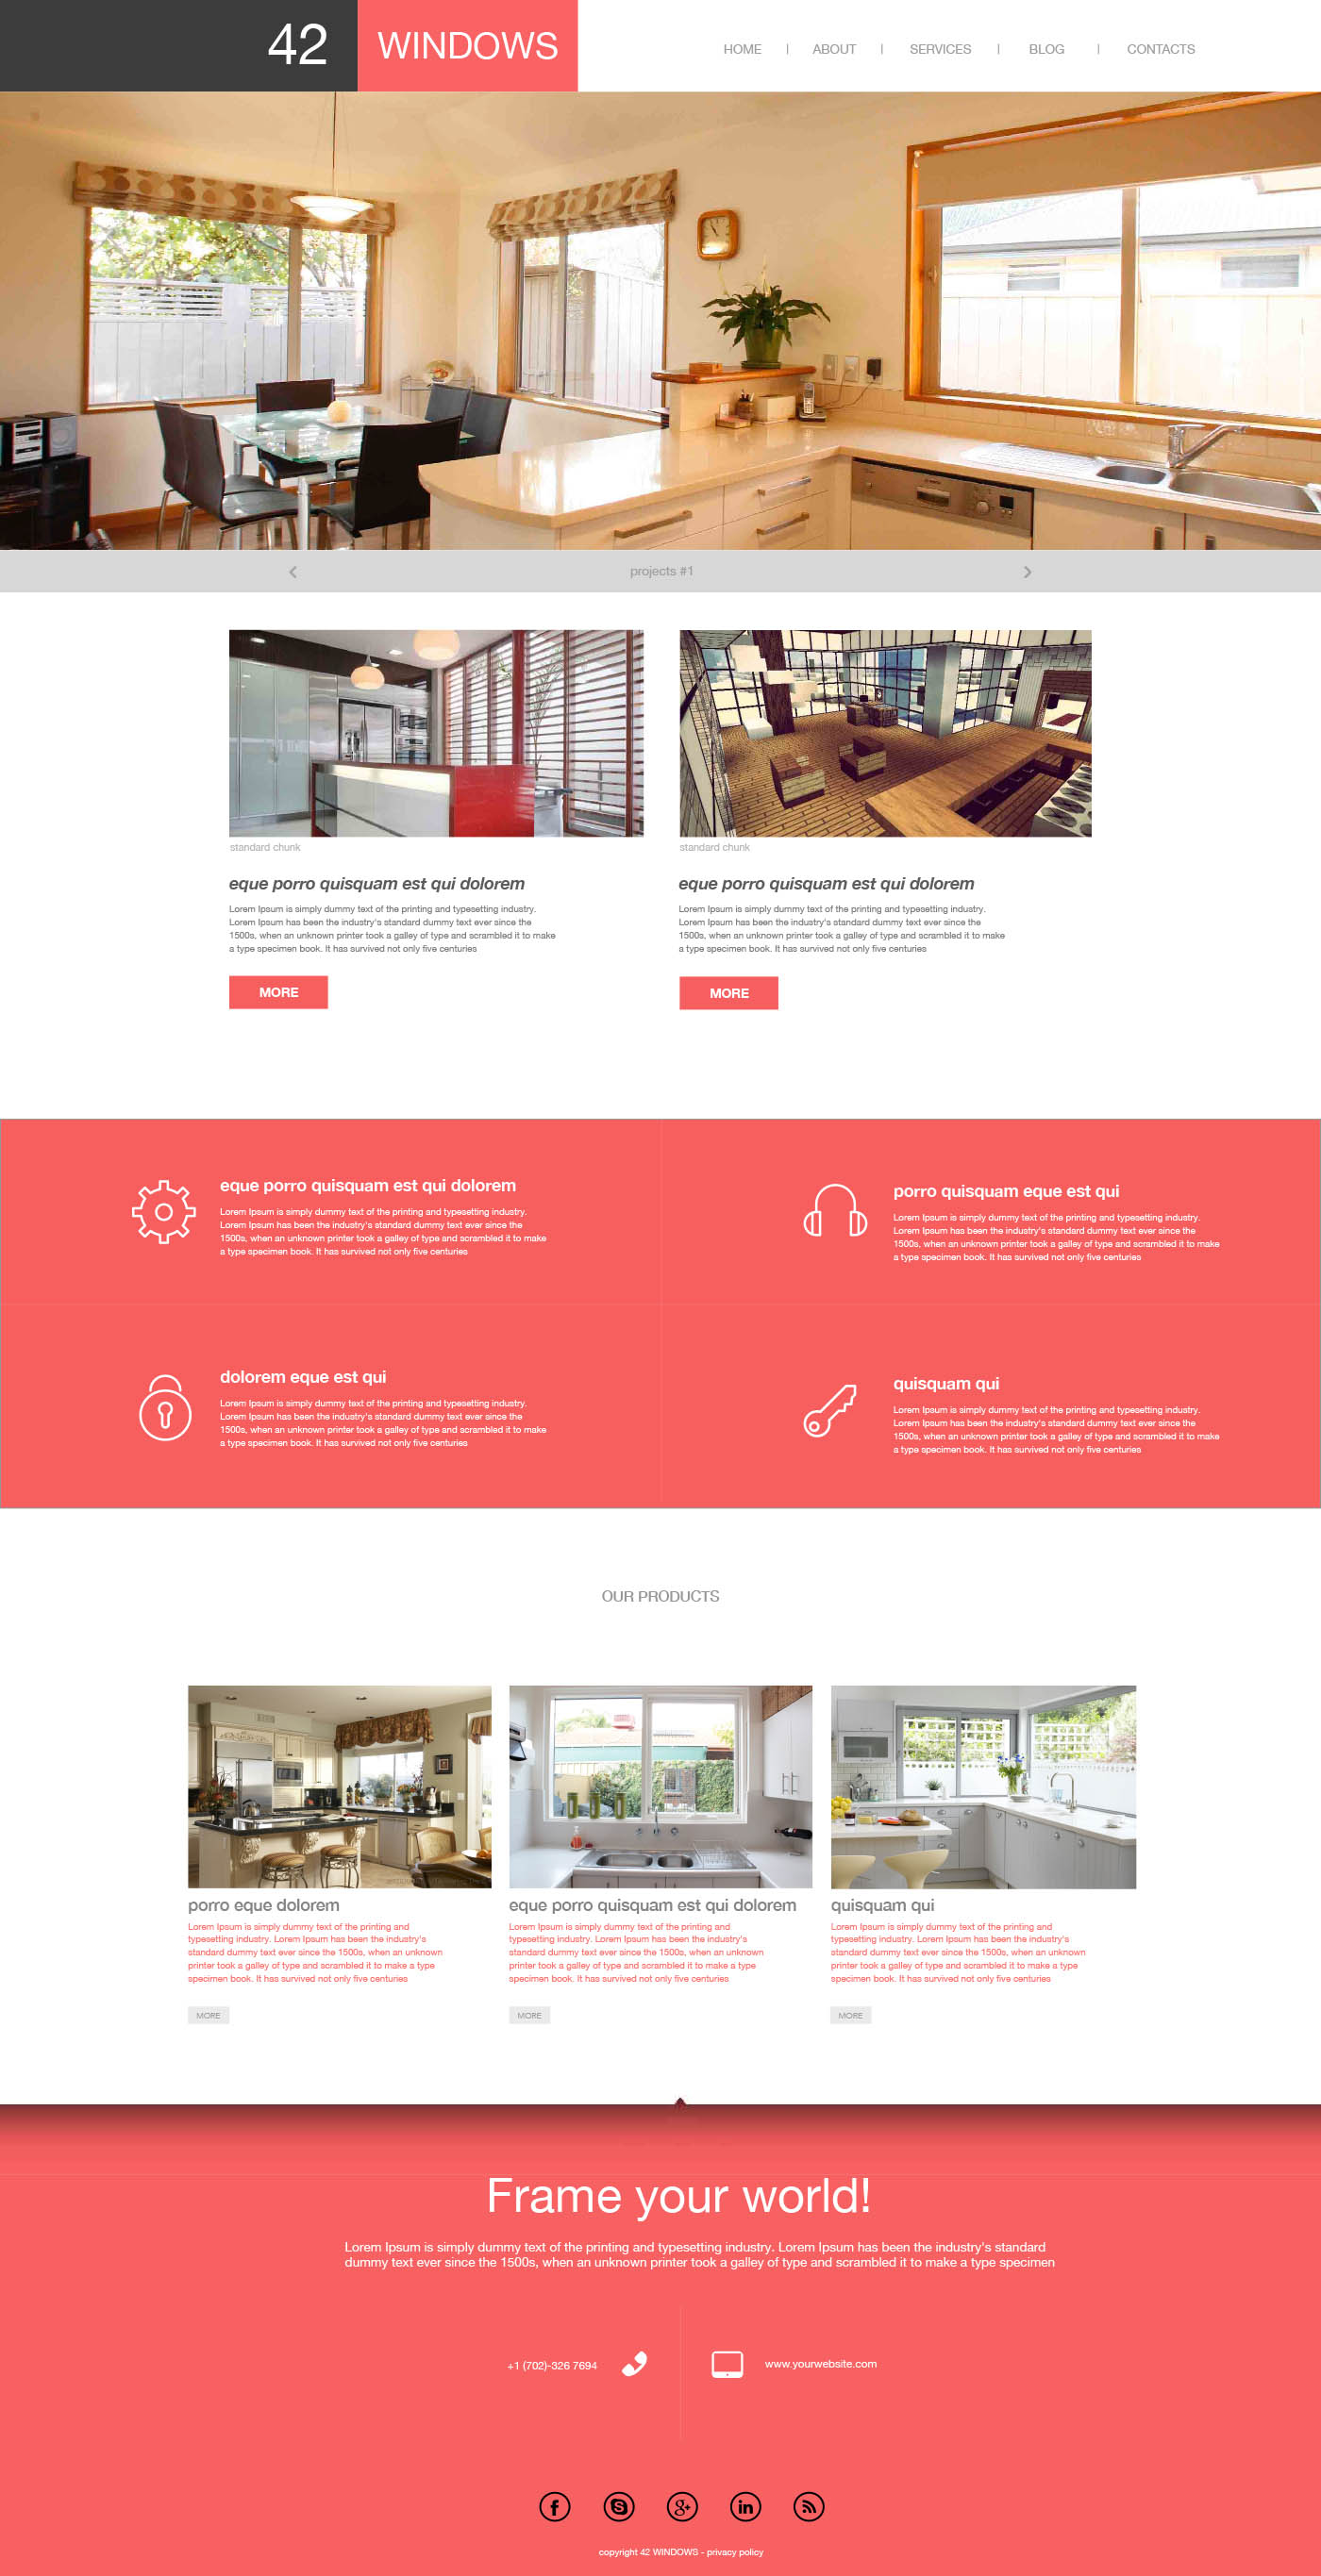 42 WINDOWS
HOME | ABOUT | SERVICES | BLOG | CONTACTS
projects #1
standard chunk
eque porro quisquam est qui dolorem
Lorem Ipsum is simply dummy text of the printing and typesetting industry.
Lorem Ipsum has been the industry's standard dummy text ever since the
1500s, when an unknown printer took a galley of type and scrambled it to make
a type specimen book. It has survived not only five centuries
MORE
standard chunk
eque porro quisquam est qui dolorem
Lorem Ipsum is simply dummy text of the printing and typesetting industry.
Lorem Ipsum has been the industry's standard dummy text ever since the
1500s, when an unknown printer took a galley of type and scrambled it to make
a type specimen book. It has survived not only five centuries
MORE
eque porro quisquam est qui dolorem
Lorem Ipsum is simply dummy text of the printing and typesetting industry.
Lorem Ipsum has been the industry's standard dummy text ever since the
1500s, when an unknown printer took a galley of type and scrambled it to make
a type specimen book. It has survived not only five centuries
porro quisquam eque est qui
Lorem Ipsum is simply dummy text of the printing and typesetting industry.
Lorem Ipsum has been the industry's standard dummy text ever since the
1500s, when an unknown printer took a galley of type and scrambled it to make
a type specimen book. It has survived not only five centuries
dolorem eque est qui
Lorem Ipsum is simply dummy text of the printing and typesetting industry.
Lorem Ipsum has been the industry's standard dummy text ever since the
1500s, when an unknown printer took a galley of type and scrambled it to make
a type specimen book. It has survived not only five centuries
quisquam qui
Lorem Ipsum is simply dummy text of the printing and typesetting industry.
Lorem Ipsum has been the industry's standard dummy text ever since the
1500s, when an unknown printer took a galley of type and scrambled it to make
a type specimen book. It has survived not only five centuries
OUR PRODUCTS
porro eque dolorem
Lorem Ipsum is simply dummy text of the printing and
typesetting industry. Lorem Ipsum has been the industry's
standard dummy text ever since the 1500s, when an unknown
printer took a galley of type and scrambled it to make a type
specimen book. It has survived not only five centuries
MORE
eque porro quisquam est qui dolorem
Lorem Ipsum is simply dummy text of the printing and
typesetting industry. Lorem Ipsum has been the industry's
standard dummy text ever since the 1500s, when an unknown
printer took a galley of type and scrambled it to make a type
specimen book. It has survived not only five centuries
MORE
quisquam qui
Lorem Ipsum is simply dummy text of the printing and
typesetting industry. Lorem Ipsum has been the industry's
standard dummy text ever since the 1500s, when an unknown
printer took a galley of type and scrambled it to make a type
specimen book. It has survived not only five centuries
MORE
Frame your world!
Lorem Ipsum is simply dummy text of the printing and typesetting industry. Lorem Ipsum has been the industry's standard
dummy text ever since the 1500s, when an unknown printer took a galley of type and scrambled it to make a type specimen
+1 (702)-326 7694
www.yourwebsite.com
copyright 42 WINDOWS - privacy policy